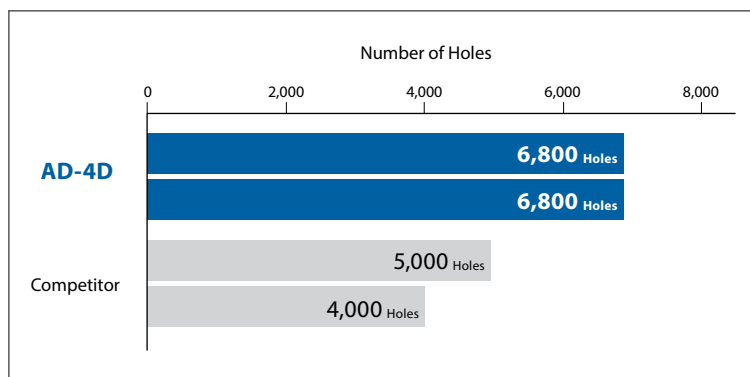 Number of Holes
0 2,000 4,000 6,000 8,000
AD-4D
6,800 Holes
6,800 Holes
Competitor
5,000 Holes
4,000 Holes